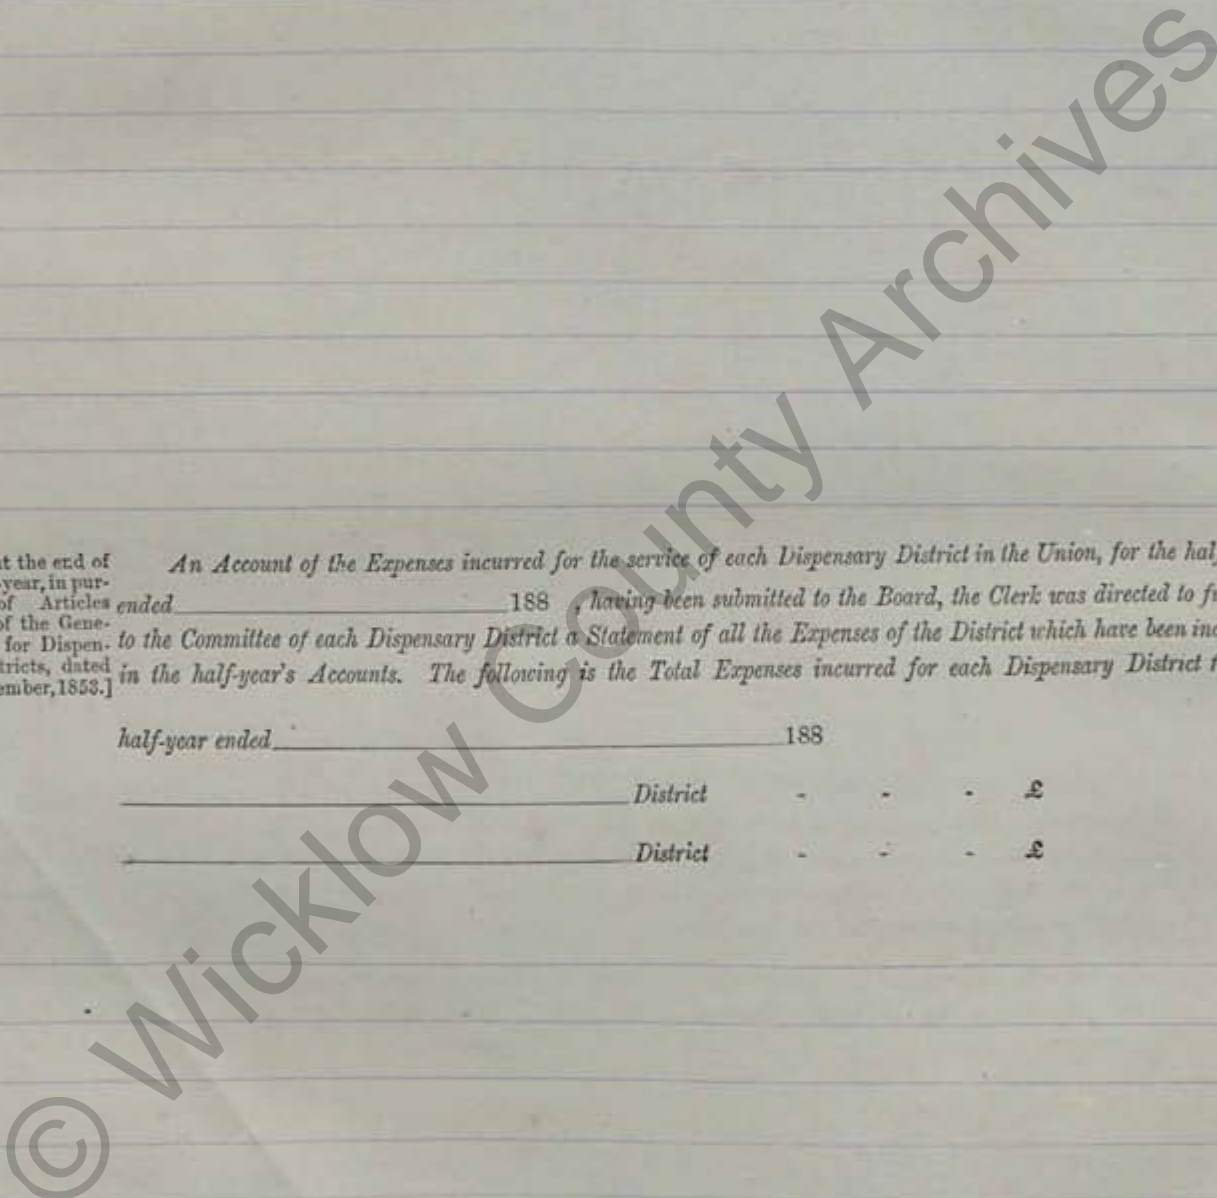 t the end of
-year, in pur-
of Articles
of the Gene-
for Dispen-
tricts, dated
ember, 1853.]
An Account of the Expenses incurred for the service of each Dispensary District in the Union, for the hal
ended 188 , having been submitted to the Board, the Clerk was directed to fu
to the Committee of each Dispensary District a Statement of all the Expenses of the District which have been inc
in the half-year's Accounts. The following is the Total Expenses incurred for each Dispensary District f
half-year ended 188
District - - - £
District - - - £
© Wicklow County Archives